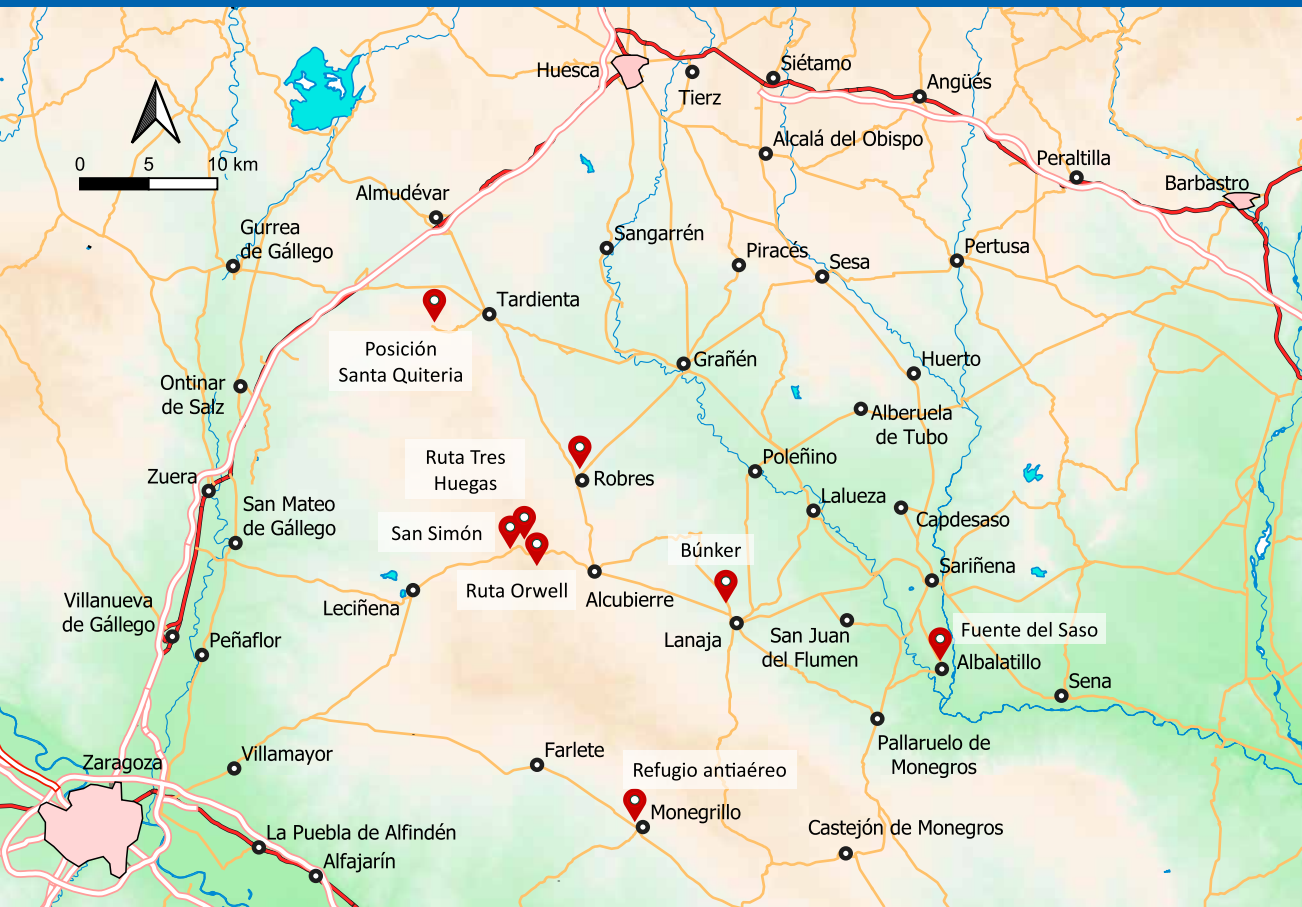 Huesca
Tierz
Siétamo
Angüés
Alcalá del Obispo
Peraltilla
Barbastro
0 5 10 km
Almudévar
Gurrea
de Gállego
Sangarrén
Piracés
Sesa
Pertusa
Tardienta
Posición
Santa Quiteria
Grañén
Huerto
Ontinar
de Salz
Alberuela
de Tubo
Ruta Tres
Huegas
Robres
Poleñino
Zuera
San Mateo
de Gállego
Lalueza
Capdesaso
San Simón
Búnker
Sariñena
Ruta Orwell
Alcubierre
Leciñena
Villanueva
de Gállego
Peñaflor
Lanaja
San Juan
del Flumen
Fuente del Saso
Albalatillo
Sena
Pallaruelo de
Monegros
Zaragoza
Villamayor
Farlete
Refugio antiaéreo
Monegrillo
Castejón de Monegros
La Puebla de Alfindén
Alfajarín